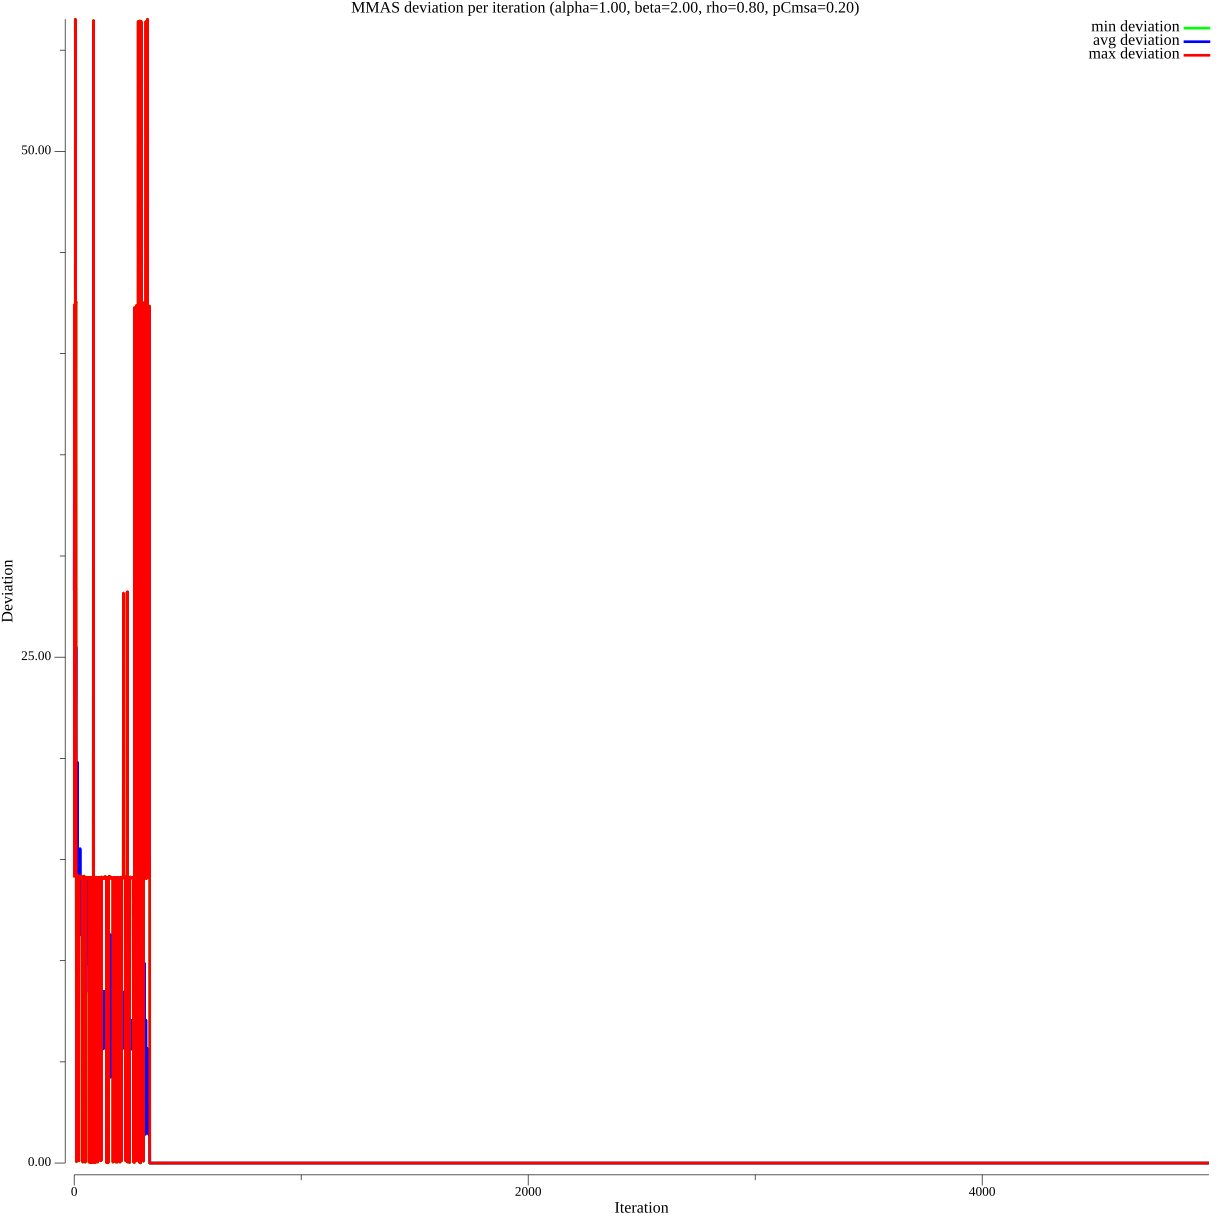 MMAS deviation per iteration (alpha=1.00, beta=2.00, rho=0.80, pCmsa=0.20)
min deviation
avg deviation
max deviation
50.00
25.00
0.00
Deviation
0
2000
4000
Iteration